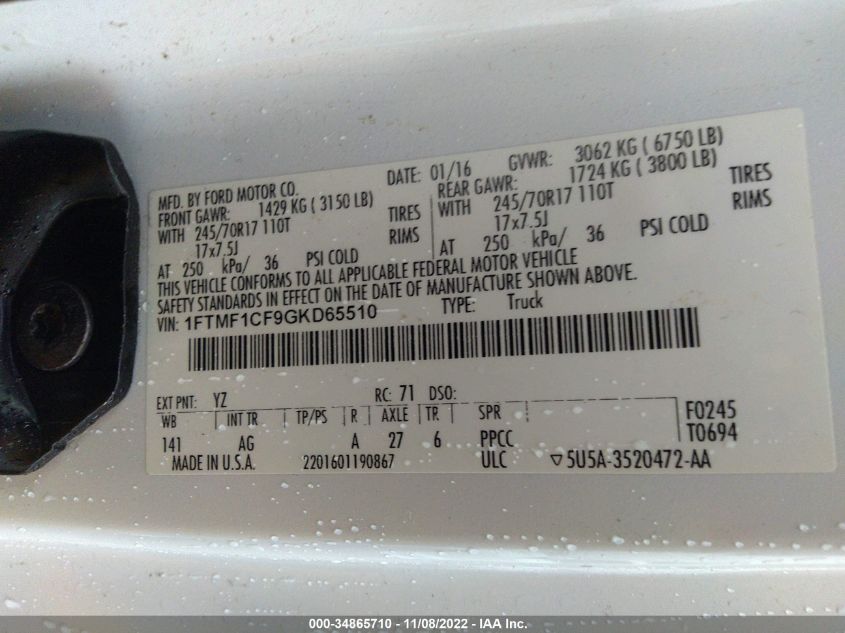 MFD. BY FORD MOTOR CO. DATE: 01/16 GVWR: 3062 KG ( 6750 LB)
FRONT GAWR: 1429 KG ( 3150 LB) REAR GAWR: 1724 KG ( 3800 LB)
WITH 245/70R17 110T TIRES WITH 245/70R17 110T TIRES
17x7.5J RIMS 17x7.5J RIMS
AT 250 kPa/ 36 PSI COLD AT 250 kPa/ 36 PSI COLD
THIS VEHICLE CONFORMS TO ALL APPLICABLE FEDERAL MOTOR VEHICLE
SAFETY STANDARDS IN EFFECT ON THE DATE OF MANUFACTURE SHOWN ABOVE.
VIN: 1FTMF1CF9GKD65510 TYPE: Truck
EXT PNT: YZ RC: 71 DSO:
WB INT TR TP/PS R AXLE TR SPR F0245
141 AG A 27 6 PPCC T0694
MADE IN U.S.A. 2201601190867 ULC ▽5U5A-3520472-AA
000-34865710 - 11/08/2022 - IAA Inc.